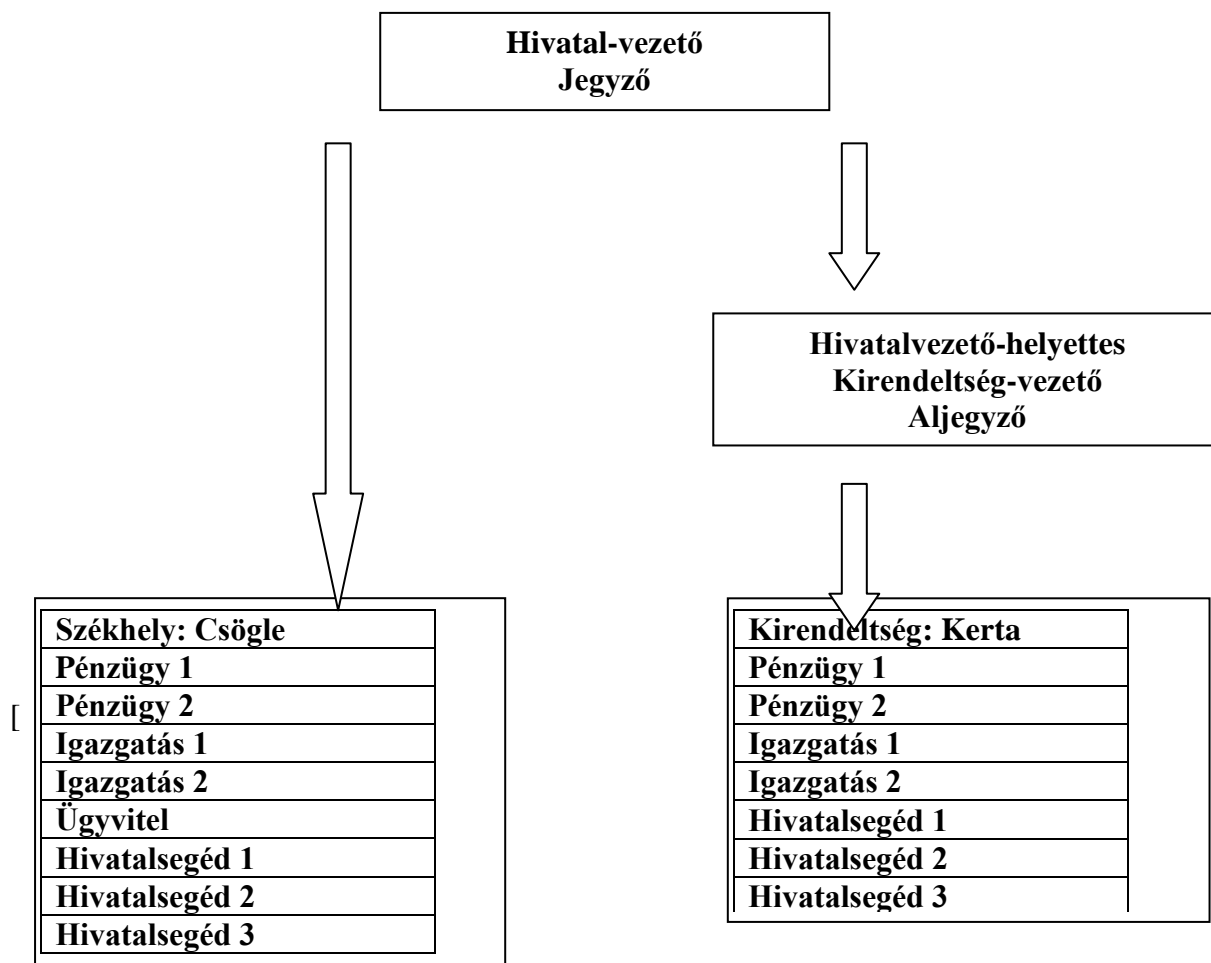 Hivatal-vezető
Jegyző
Hivatalvezető-helyettes
Kirendeltség-vezető
Aljegyző
[
Székhely: Csögle
Pénzügy 1
Pénzügy 2
Igazgatás 1
Igazgatás 2
Ügyvitel
Hivatalsegéd 1
Hivatalsegéd 2
Hivatalsegéd 3
Kirendeltség: Kerta
Pénzügy 1
Pénzügy 2
Igazgatás 1
Igazgatás 2
Hivatalsegéd 1
Hivatalsegéd 2
Hivatalsegéd 3